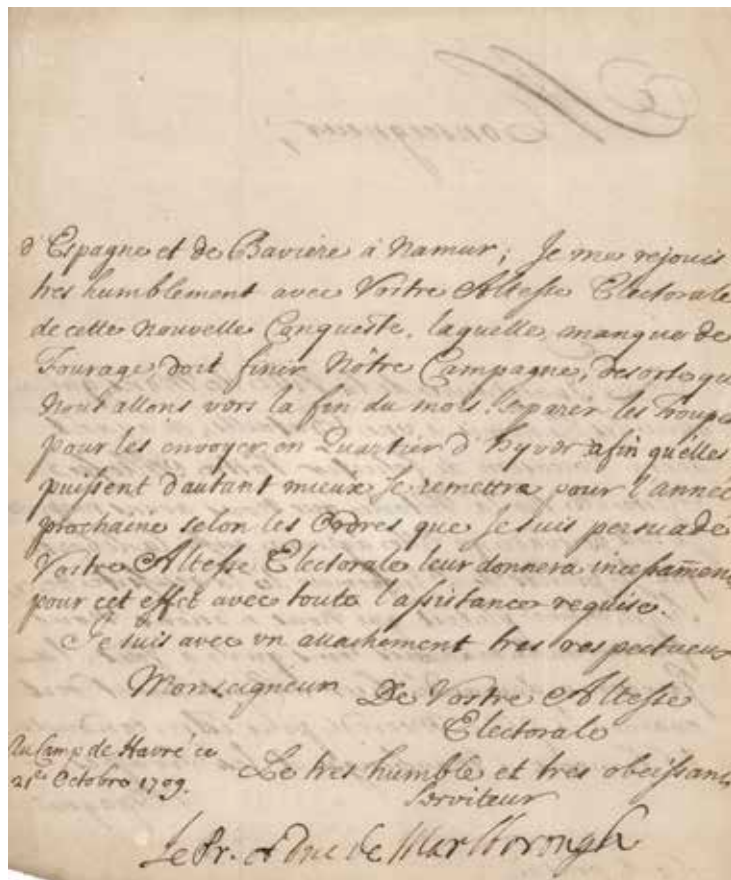 d'Espagne et de Baviere à Namur; Je me rejouis
tres humblement avec Vostre Altesse Electorale
de cette Nouvelle Conqueste, laquelle, manque de
Fourage doit finir Nôtre Campagne, desorte que
Nous allons vers la fin du mois separer les Troupes
pour les envoyer en Quartier d'hyver afin qu'elles
puissent d'autant mieux se remettre pour l'année
prochaine selon les Ordres que je suis persuadé
Vostre Altesse Electorale leur donnera incessam̄ent
pour cet effet avec toute l'assistance requise.
Je suis avec un attachement tres respectueux
Monseigneur De Vostre Altesse
Electorale
Au Camp de Havré ce
21e Octobre 1709.
Le tres humble et tres obeissant
Serviteur
Le Pr. et duc de Marlborough